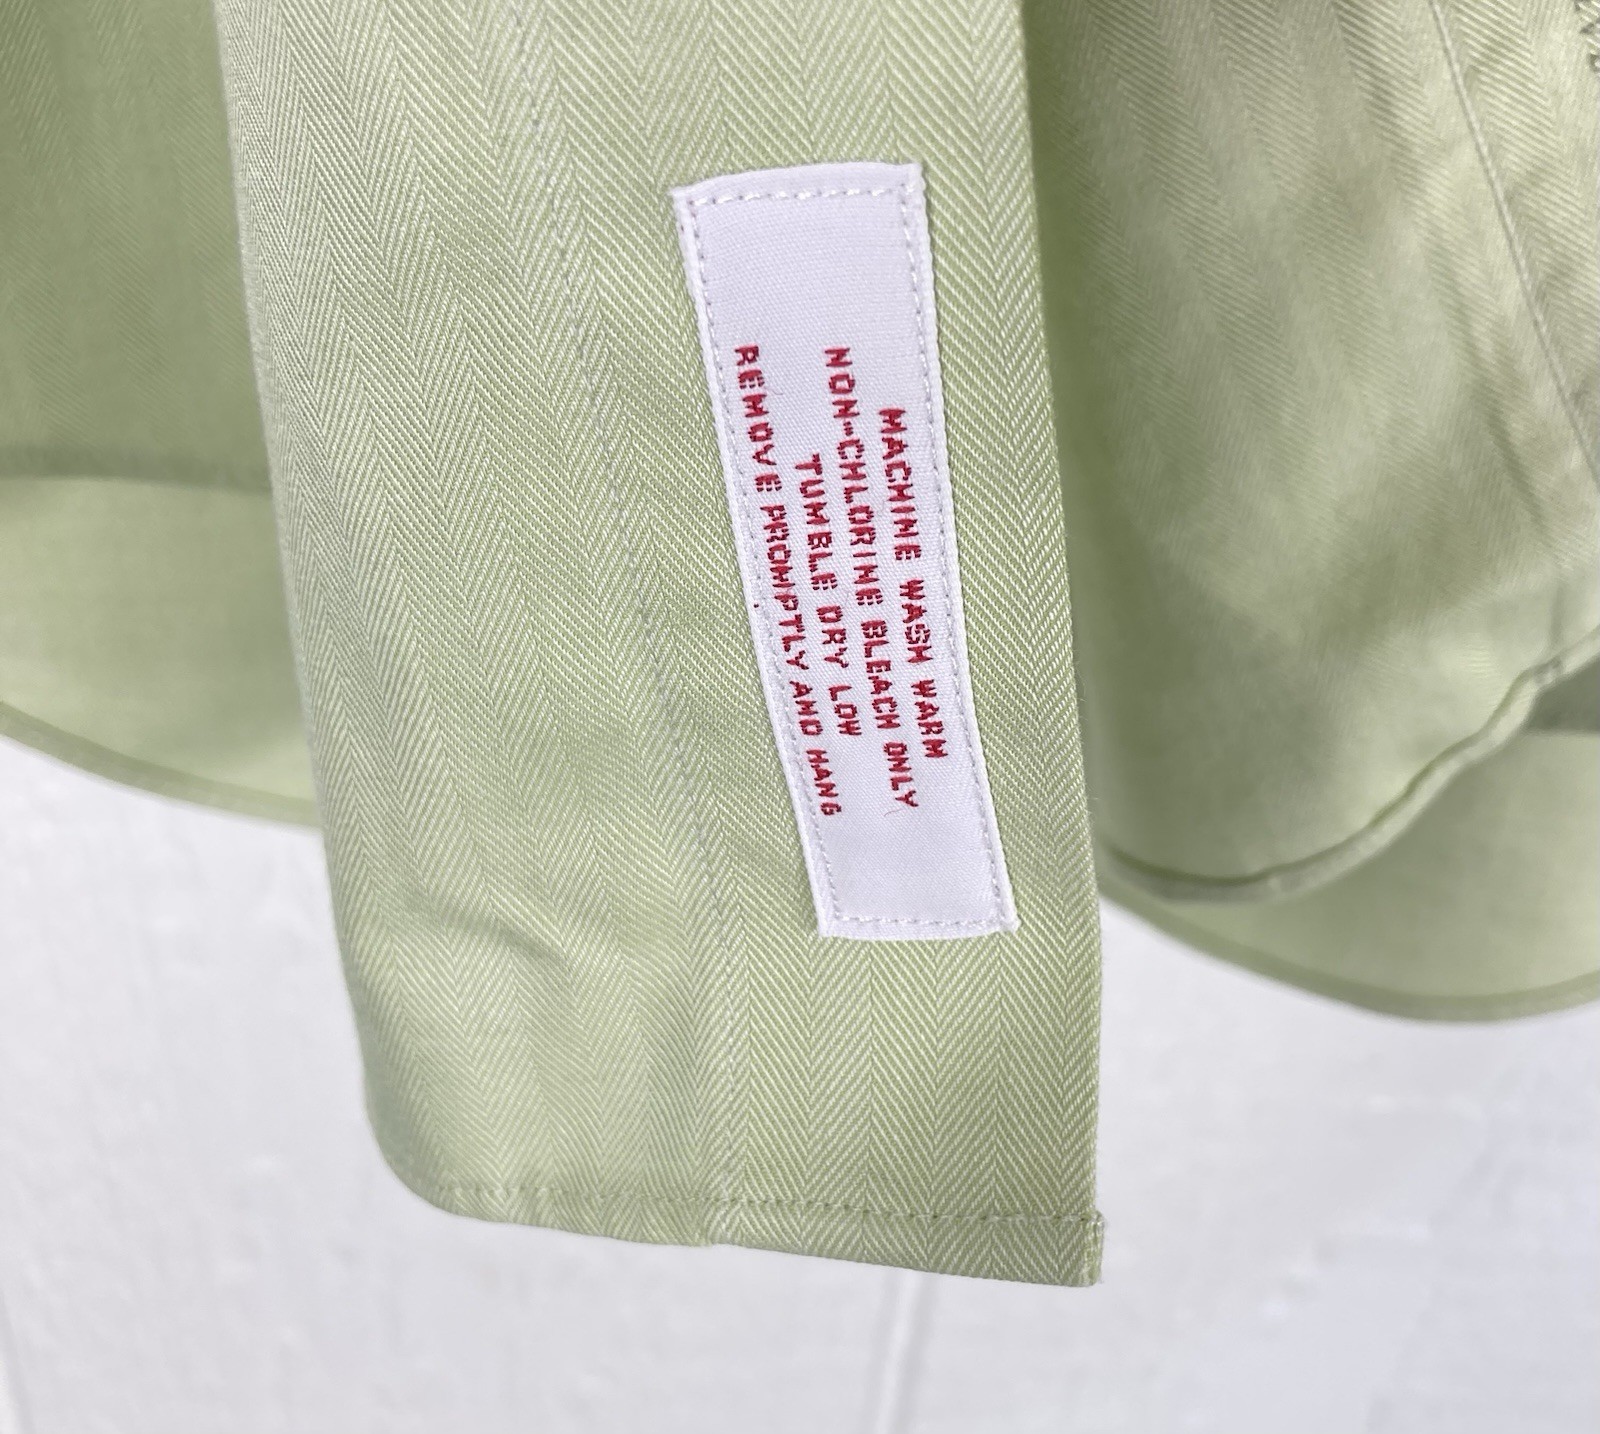 MACHINE WASH WARM
NON-CHLORINE BLEACH ONLY
TUMBLE DRY LOW
REMOVE PROMPTLY AND HANG